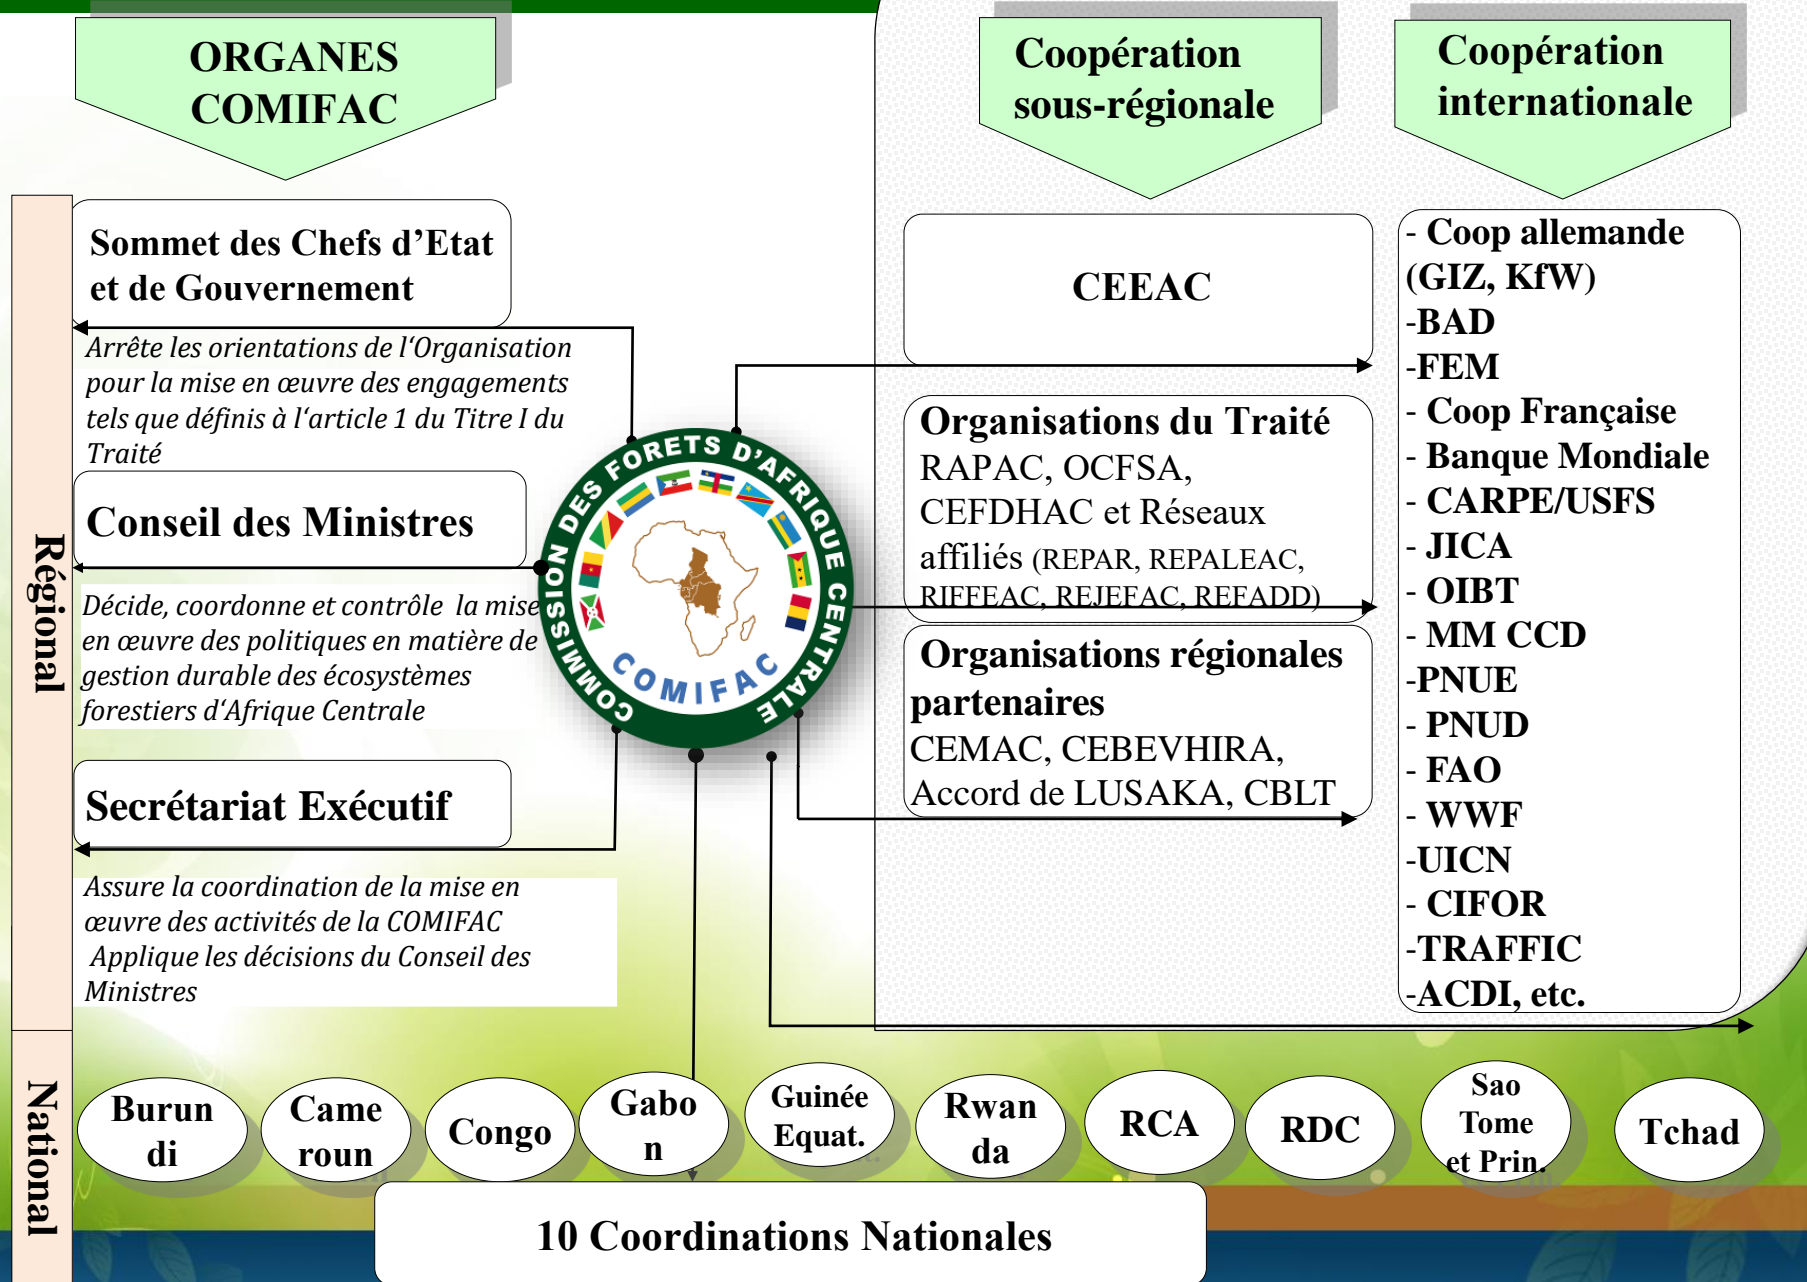 ORGANES
COMIFAC
Coopération
sous-régionale
Coopération
internationale
Régional
Sommet des Chefs d’Etat
et de Gouvernement
Arrête les orientations de l‘Organisation
pour la mise en œuvre des engagements
tels que définis à l‘article 1 du Titre I du
Traité
Conseil des Ministres
Décide, coordonne et contrôle la mise
en œuvre des politiques en matière de
gestion durable des écosystèmes
forestiers d‘Afrique Centrale
Secrétariat Exécutif
Assure la coordination de la mise en
œuvre des activités de la COMIFAC
Applique les décisions du Conseil des
Ministres
COMMISSION DES FORETS D'AFRIQUE CENTRALE
COMIFAC
CEEAC
Organisations du Traité
RAPAC, OCFSA,
CEFDHAC et Réseaux
affiliés (REPAR, REPALEAC,
RIFFEAC, REJEFAC, REFADD)
Organisations régionales
partenaires
CEMAC, CEBEVHIRA,
Accord de LUSAKA, CBLT
- Coop allemande
(GIZ, KfW)
-BAD
-FEM
- Coop Française
- Banque Mondiale
- CARPE/USFS
- JICA
- OIBT
- MM CCD
-PNUE
- PNUD
- FAO
- WWF
-UICN
- CIFOR
-TRAFFIC
-ACDI, etc.
National
Burun
di
Came
roun
Congo
Gabo
n
Guinée
Equat.
Rwan
da
RCA
RDC
Sao
Tome
et Prin.
Tchad
10 Coordinations Nationales